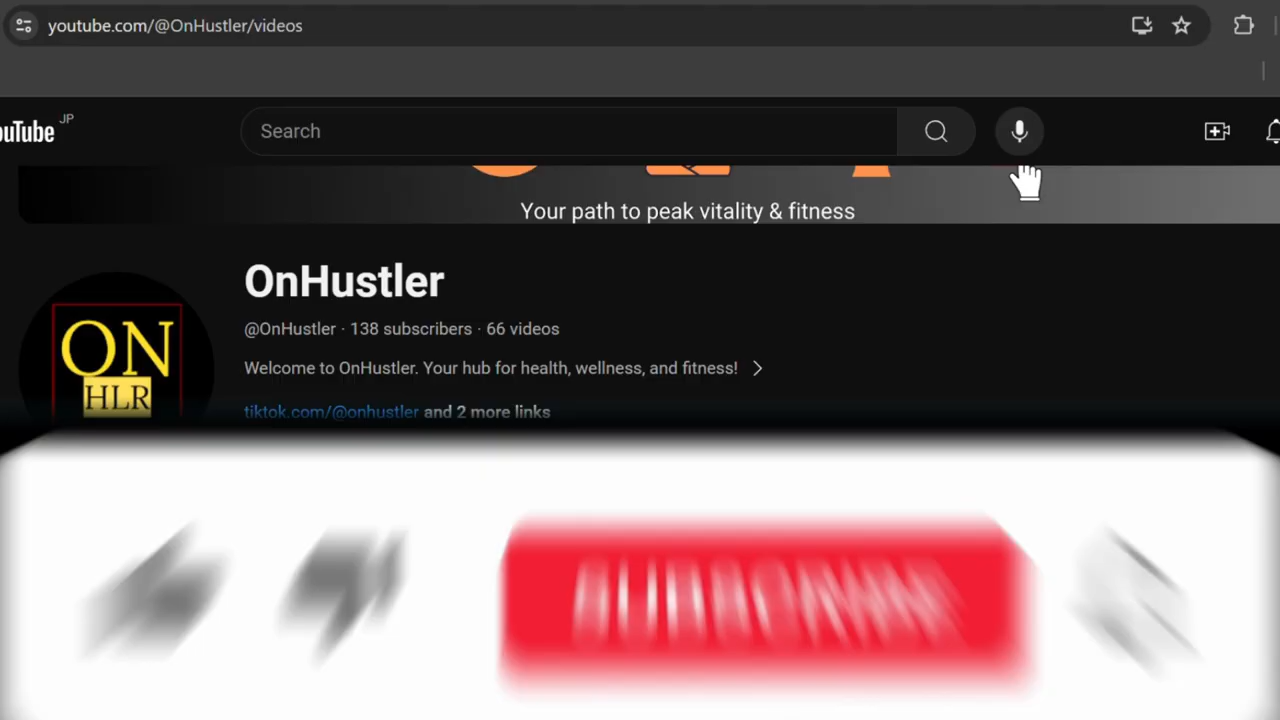 youtube.com/@OnHustler/videos
ouTube JP
Search
Your path to peak vitality & fitness
OnHustler
@OnHustler · 138 subscribers · 66 videos
Welcome to OnHustler. Your hub for health, wellness, and fitness!
ON
HLR
tiktok.com/@onhustler and 2 more links